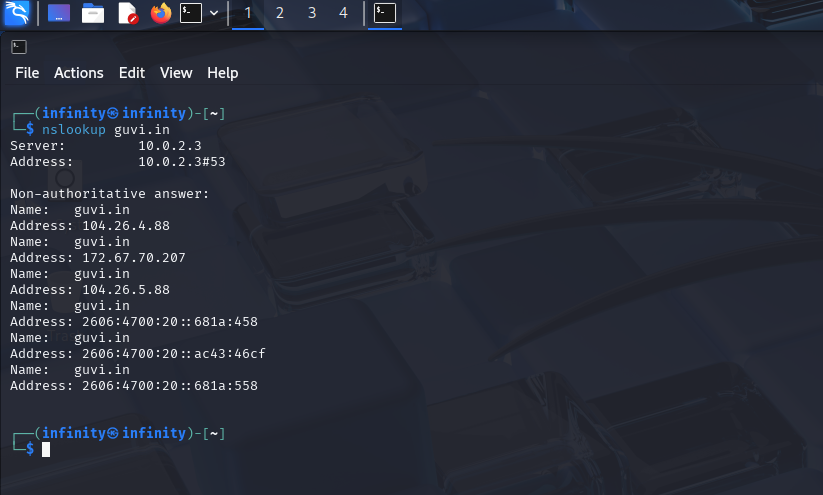 1 2 3 4
File Actions Edit View Help
┌──(infinity㉿infinity)-[~]
└─$ nslookup guvi.in
Server:         10.0.2.3
Address:        10.0.2.3#53

Non-authoritative answer:
Name:   guvi.in
Address: 104.26.4.88
Name:   guvi.in
Address: 172.67.70.207
Name:   guvi.in
Address: 104.26.5.88
Name:   guvi.in
Address: 2606:4700:20::681a:458
Name:   guvi.in
Address: 2606:4700:20::ac43:46cf
Name:   guvi.in
Address: 2606:4700:20::681a:558

┌──(infinity㉿infinity)-[~]
└─$